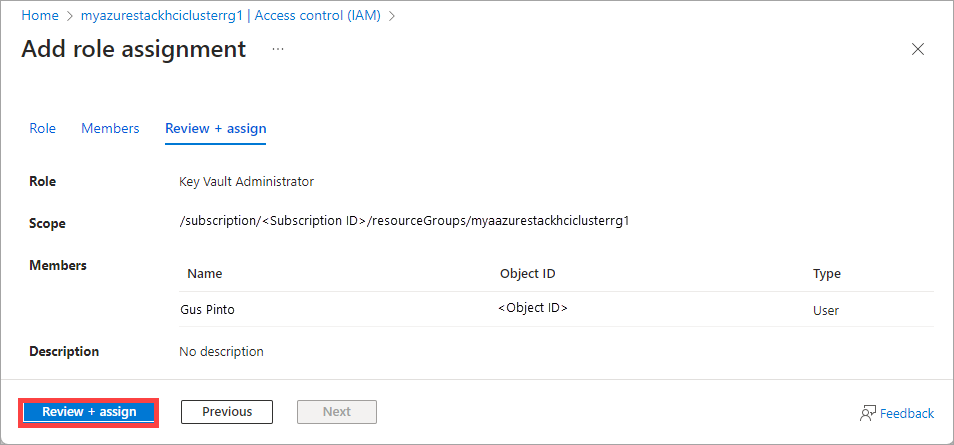 Home > myazurestackhciclusterrg1 | Access control (IAM) >
Add role assignment ...
Role Members Review + assign
Role Key Vault Administrator
Scope /subscription/<Subscription ID>/resourceGroups/myaazurestackhciclusterrg1
Members Name Object ID Type
Gus Pinto <Object ID> User
Description No description
Review + assign Previous Next Feedback